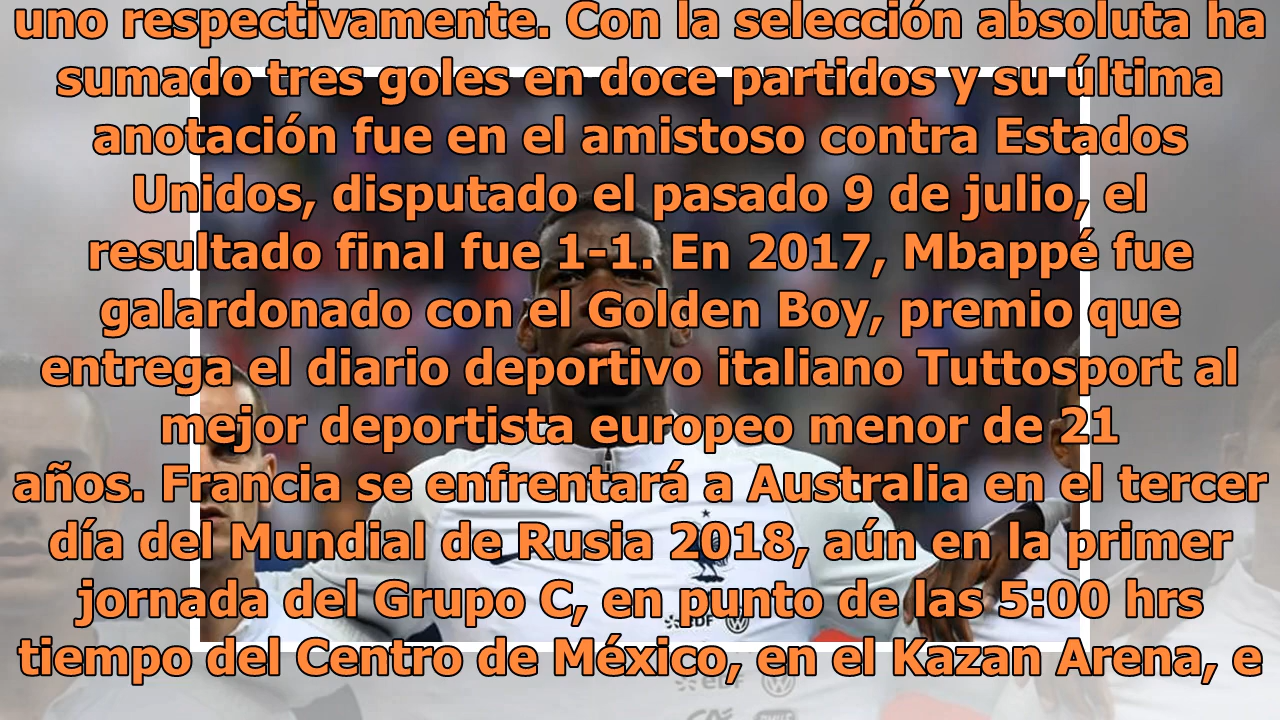 uno respectivamente. Con la selección absoluta ha
sumado tres goles en doce partidos y su última
anotación fue en el amistoso contra Estados
Unidos, disputado el pasado 9 de julio, el
resultado final fue 1-1. En 2017, Mbappé fue
galardonado con el Golden Boy, premio que
entrega el diario deportivo italiano Tuttosport al
mejor deportista europeo menor de 21
años. Francia se enfrentará a Australia en el tercer
día del Mundial de Rusia 2018, aún en la primer
jornada del Grupo C, en punto de las 5:00 hrs
tiempo del Centro de México, en el Kazan Arena, e